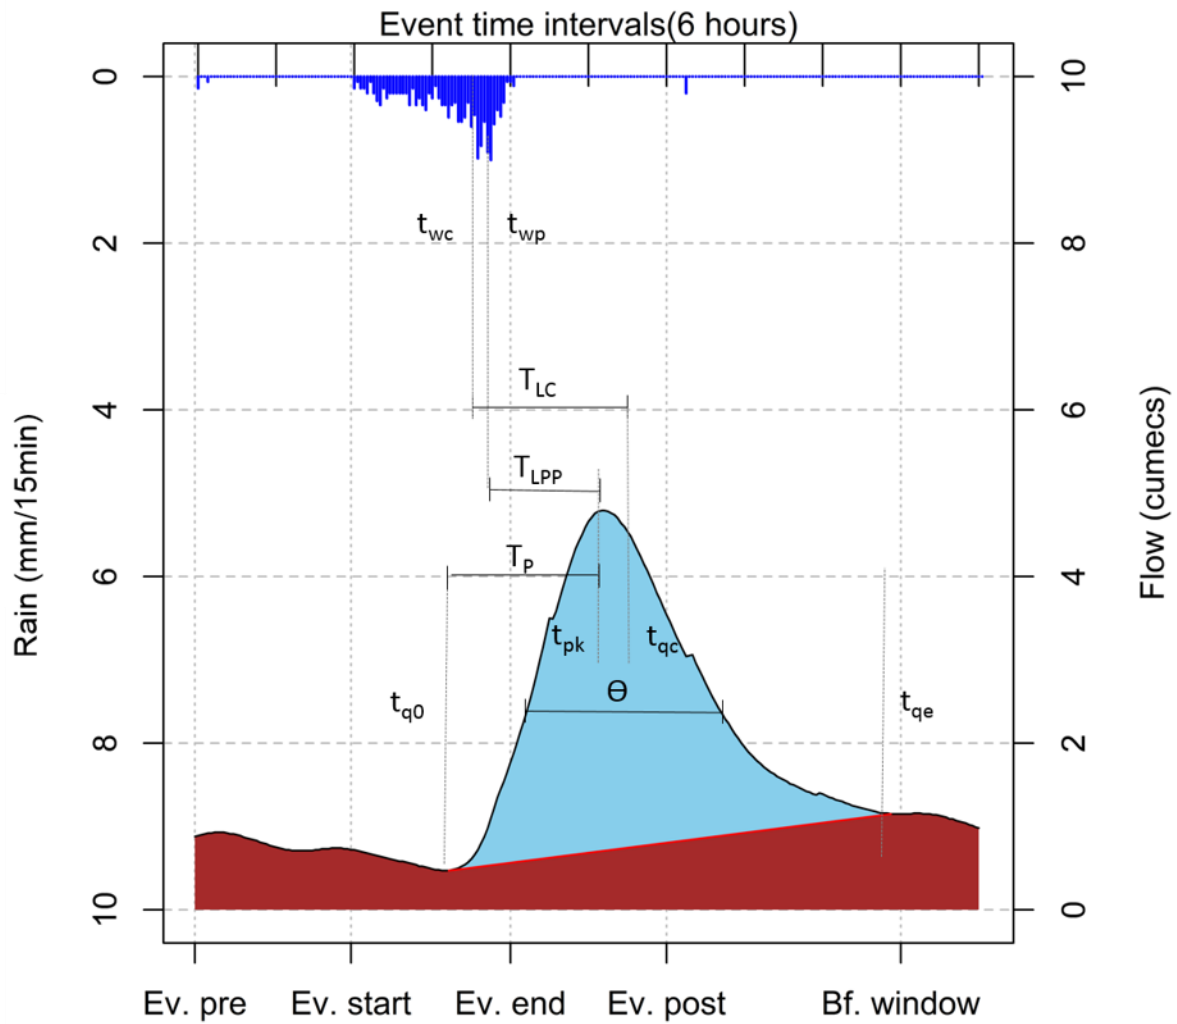 Event time intervals(6 hours)
0
2
4
6
8
10
Rain (mm/15min)
10
8
6
4
2
0
Flow (cumecs)
t_wc
t_wp
T_LC
T_LPP
T_P
t_pk
t_qc
Θ
t_q0
t_qe
Ev. pre
Ev. start
Ev. end
Ev. post
Bf. window